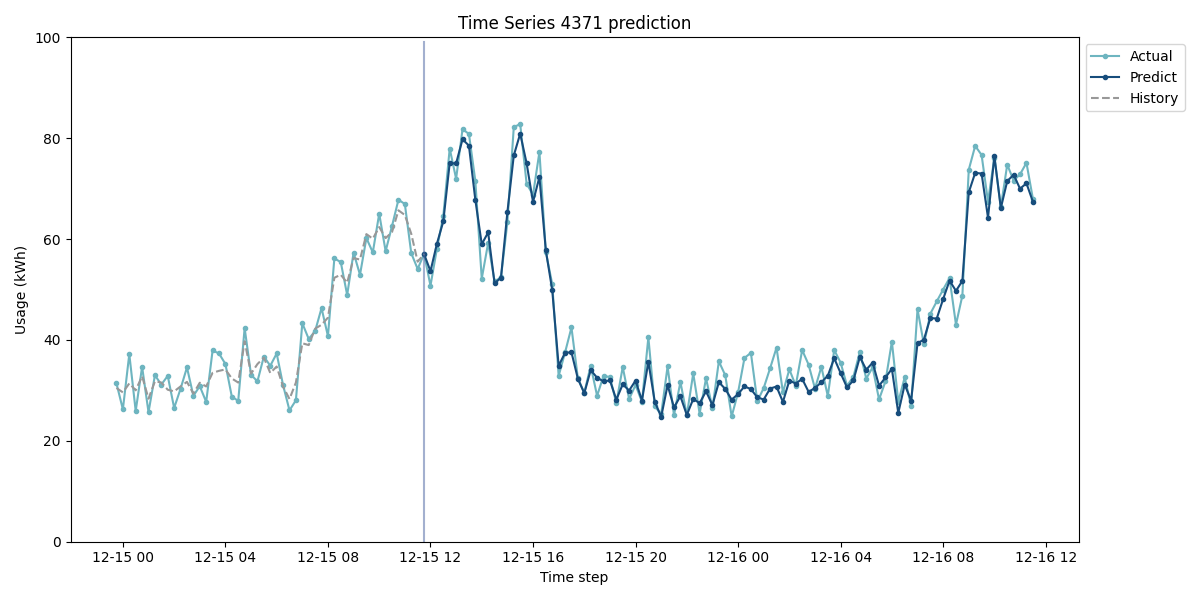 Time Series 4371 prediction
100
80
60
40
20
0
Usage (kWh)
12-15 00
12-15 04
12-15 08
12-15 12
12-15 16
12-15 20
12-16 00
12-16 04
12-16 08
12-16 12
Time step
Actual
Predict
History